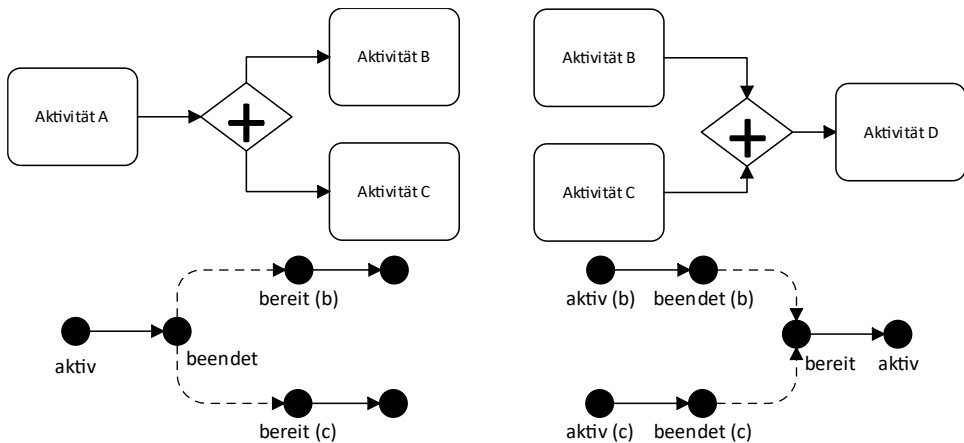 Aktivität A
Aktivität B
Aktivität C
Aktivität B
Aktivität C
Aktivität D
aktiv
beendet
bereit (b)
bereit (c)
aktiv (b)
beendet (b)
bereit
aktiv
aktiv (c)
beendet (c)